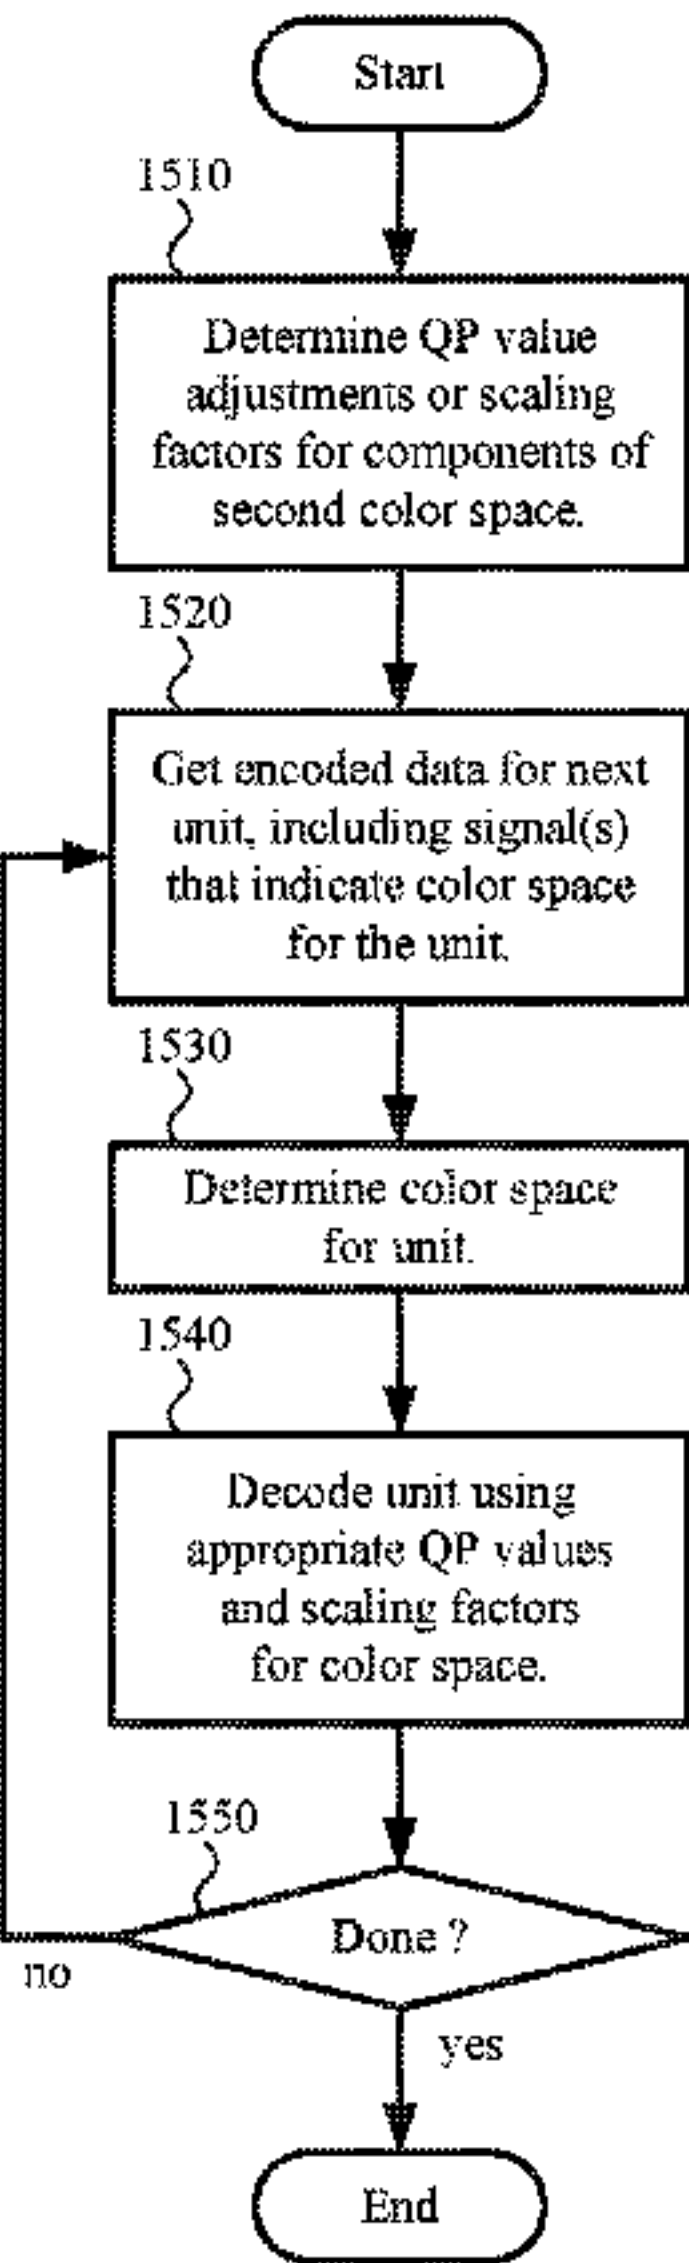 Start
1510
Determine QP value
adjustments or scaling
factors for components of
second color space.
1520
Get encoded data for next
unit, including signal(s)
that indicate color space
for the unit.
1530
Determine color space
for unit.
1540
Decode unit using
appropriate QP values
and scaling factors
for color space.
1550
Done ?
no
yes
End